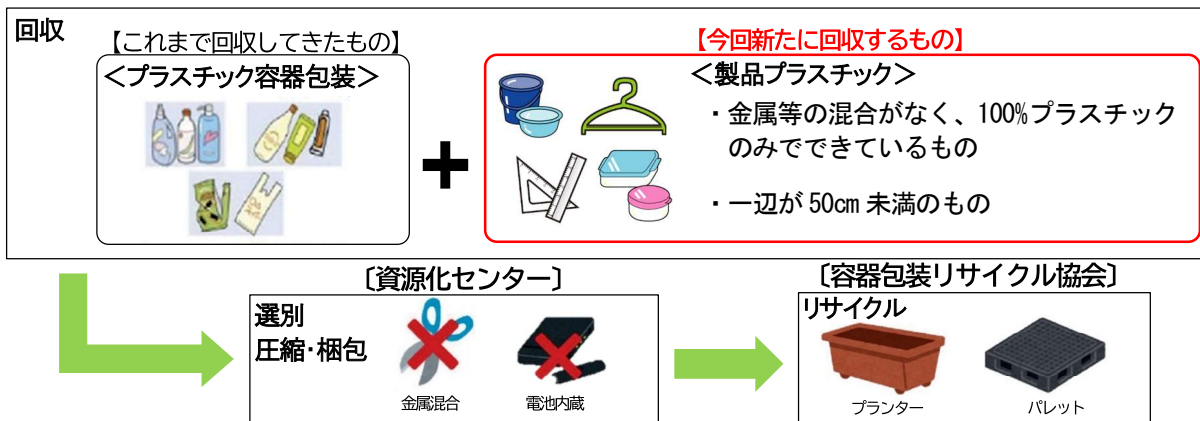 回収
【これまで回収してきたもの】
＜プラスチック容器包装＞
【今回新たに回収するもの】
＜製品プラスチック＞
・金属等の混合がなく、100%プラスチック
のみでできているもの
・一辺が50cm未満のもの
〔資源化センター〕
選別
圧縮・梱包
金属混合
電池内蔵
〔容器包装リサイクル協会〕
リサイクル
プランター
パレット